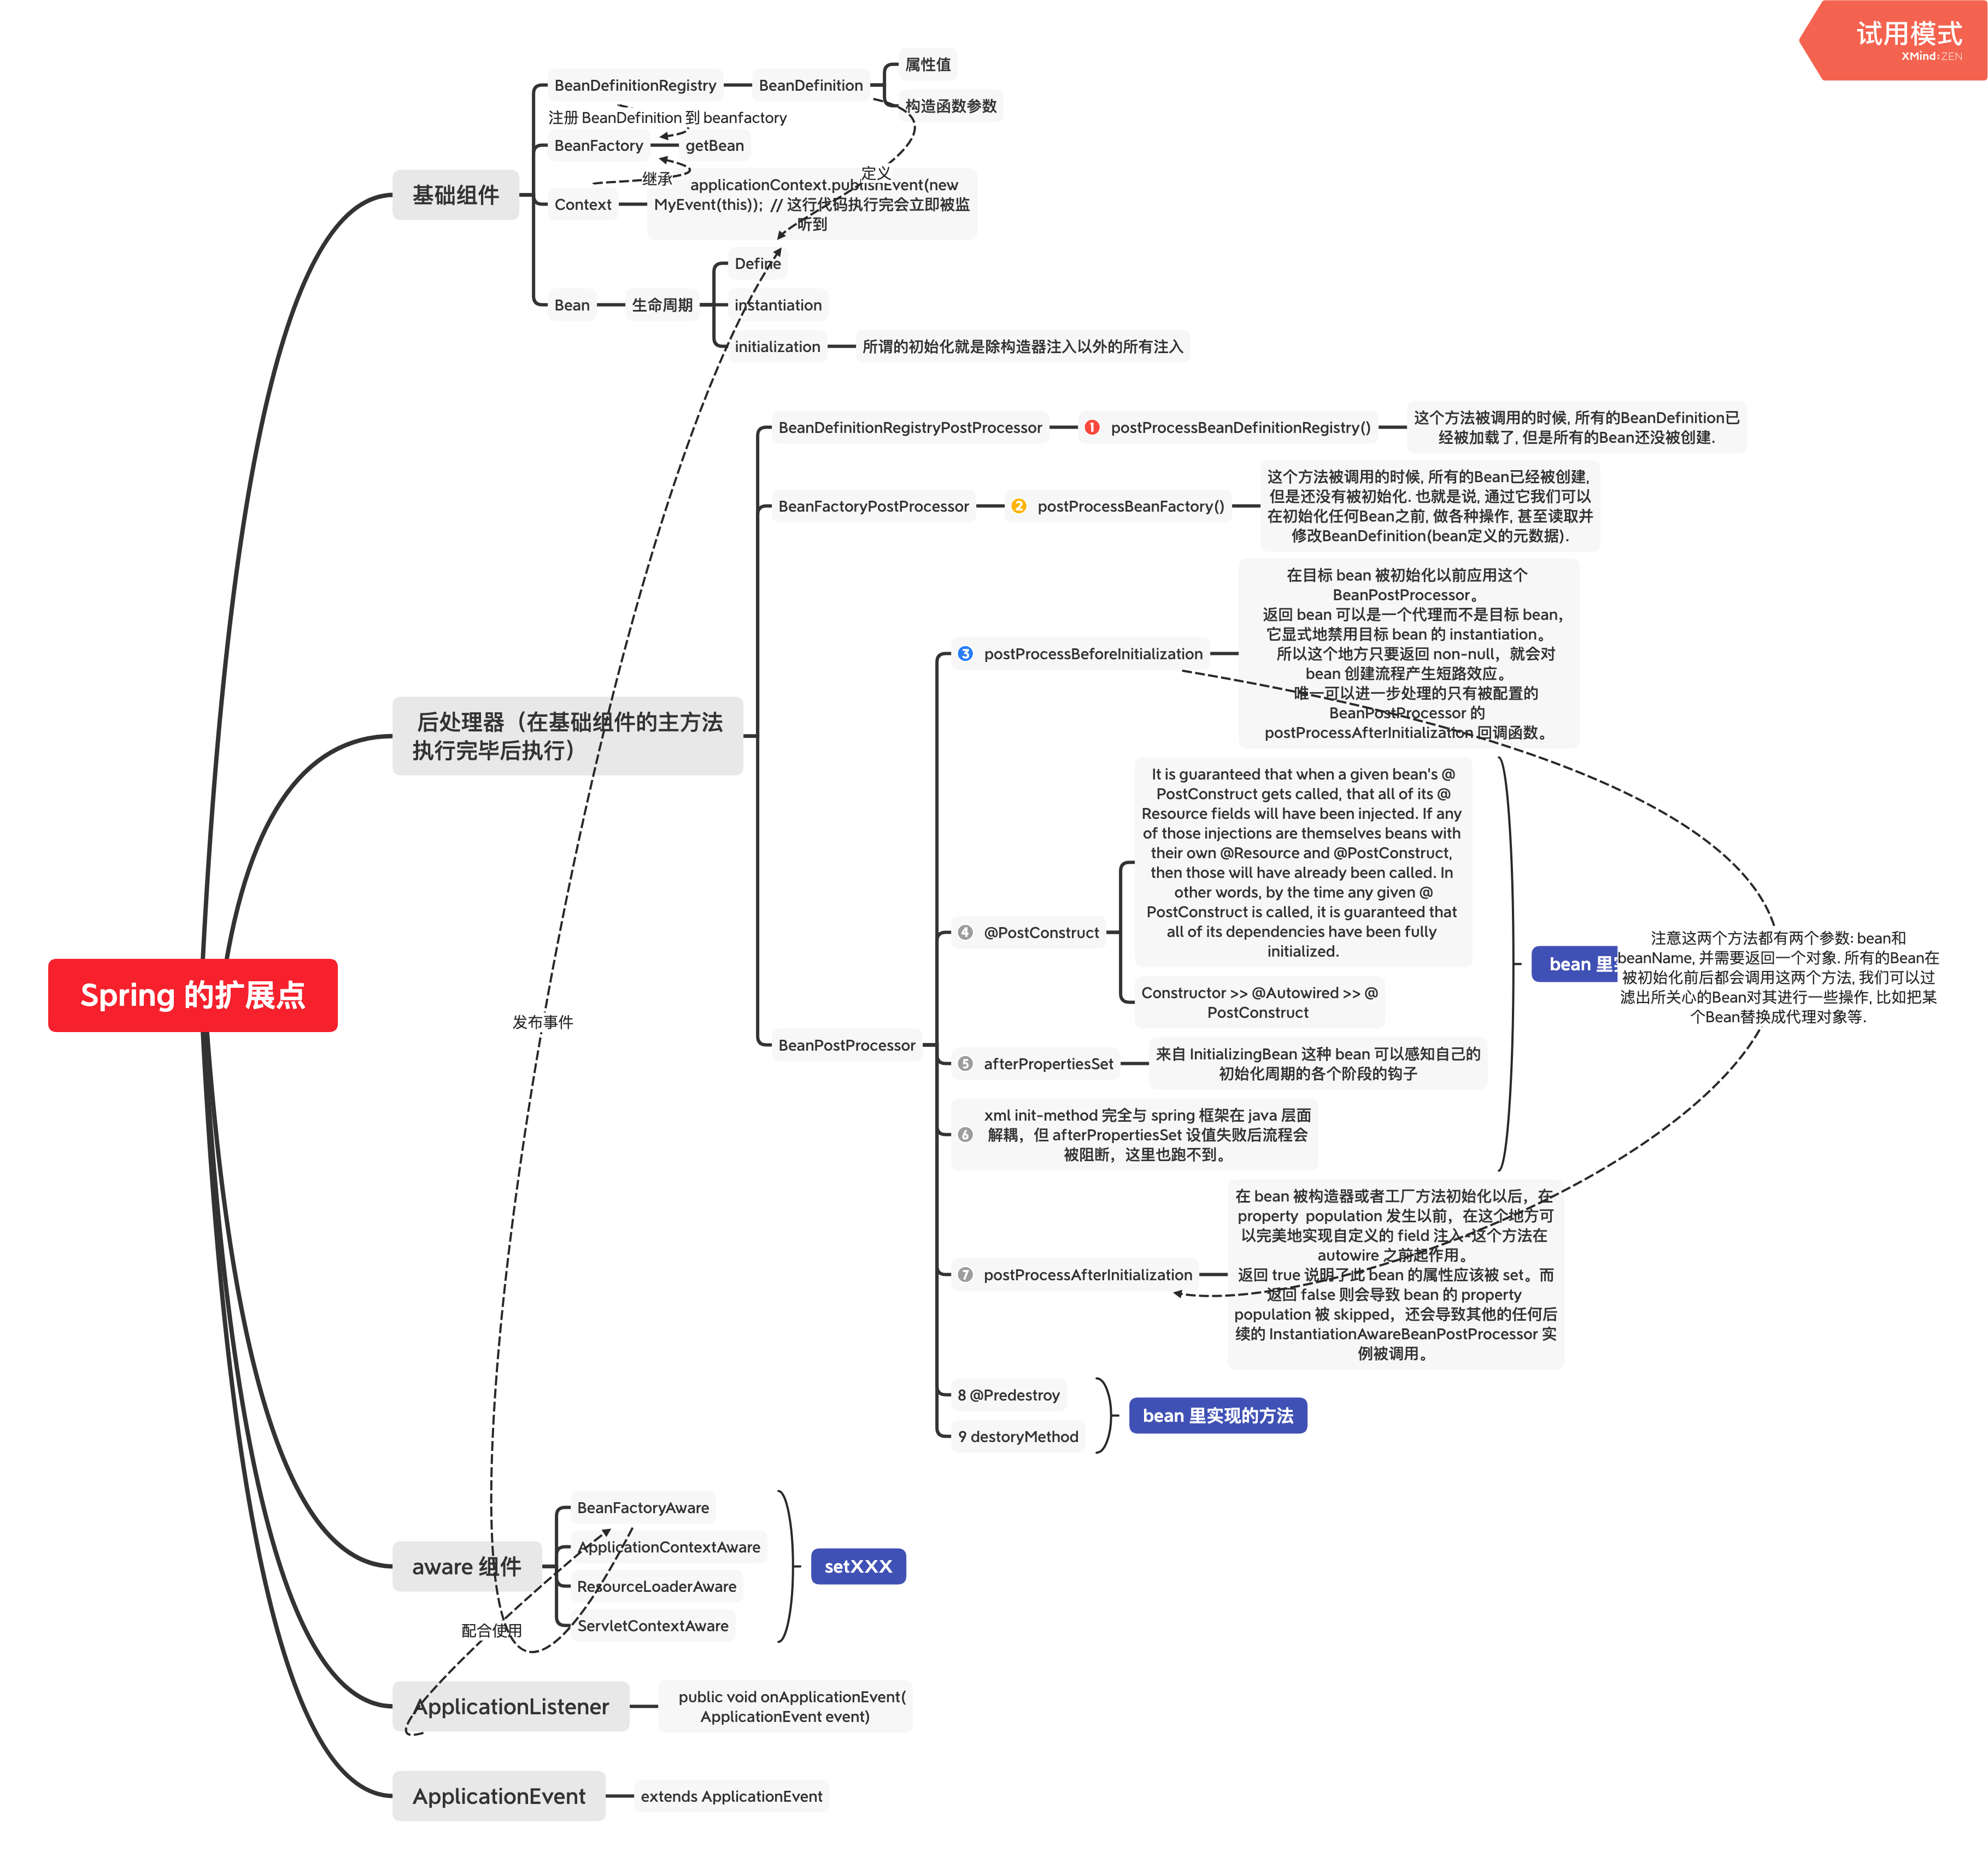 试用模式
XMind:ZEN
Spring 的扩展点
基础组件
BeanDefinitionRegistry
BeanDefinition
属性值
构造函数参数
注册 BeanDefinition 到 beanfactory
BeanFactory
getBean
继承
定义
Context
applicationContext.publishEvent(new
MyEvent(this)); // 这行代码执行完会立即被监
听到
Bean
生命周期
Define
instantiation
initialization
所谓的初始化就是除构造器注入以外的所有注入
后处理器（在基础组件的主方法
执行完毕后执行）
BeanDefinitionRegistryPostProcessor
1 postProcessBeanDefinitionRegistry()
这个方法被调用的时候, 所有的BeanDefinition已
经被加载了, 但是所有的Bean还没被创建.
BeanFactoryPostProcessor
2 postProcessBeanFactory()
这个方法被调用的时候, 所有的Bean已经被创建,
但是还没有被初始化. 也就是说, 通过它我们可以
在初始化任何Bean之前, 做各种操作, 甚至读取并
修改BeanDefinition(bean定义的元数据).
BeanPostProcessor
3 postProcessBeforeInitialization
在目标 bean 被初始化以前应用这个
BeanPostProcessor。
返回 bean 可以是一个代理而不是目标 bean，
它显式地禁用目标 bean 的 instantiation。
所以这个地方只要返回 non-null，就会对
bean 创建流程产生短路效应。
唯一可以进一步处理的只有被配置的
BeanPostProcessor 的
postProcessAfterInitialization 回调函数。
4 @PostConstruct
It is guaranteed that when a given bean's @
PostConstruct gets called, that all of its @
Resource fields will have been injected. If any
of those injections are themselves beans with
their own @Resource and @PostConstruct,
then those will have already been called. In
other words, by the time any given @
PostConstruct is called, it is guaranteed that
all of its dependencies have been fully
initialized.
Constructor >> @Autowired >> @
PostConstruct
5 afterPropertiesSet
来自 InitializingBean 这种 bean 可以感知自己的
初始化周期的各个阶段的钩子
6 xml init-method 完全与 spring 框架在 java 层面
解耦，但 afterPropertiesSet 设值失败后流程会
被阻断，这里也跑不到。
bean 里
注意这两个方法都有两个参数: bean和
beanName, 并需要返回一个对象. 所有的Bean在
被初始化前后都会调用这两个方法, 我们可以过
滤出所关心的Bean对其进行一些操作, 比如把某
个Bean替换成代理对象等.
7 postProcessAfterInitialization
在 bean 被构造器或者工厂方法初始化以后，在
property population 发生以前，在这个地方可
以完美地实现自定义的 field 注入-这个方法在
autowire 之前起作用。
返回 true 说明了此 bean 的属性应该被 set。而
返回 false 则会导致 bean 的 property
population 被 skipped，还会导致其他的任何后
续的 InstantiationAwareBeanPostProcessor 实
例被调用。
8 @Predestroy
9 destoryMethod
bean 里实现的方法
发布事件
aware 组件
BeanFactoryAware
ApplicationContextAware
ResourceLoaderAware
ServletContextAware
setXXX
配合使用
ApplicationListener
public void onApplicationEvent(
ApplicationEvent event)
ApplicationEvent
extends ApplicationEvent